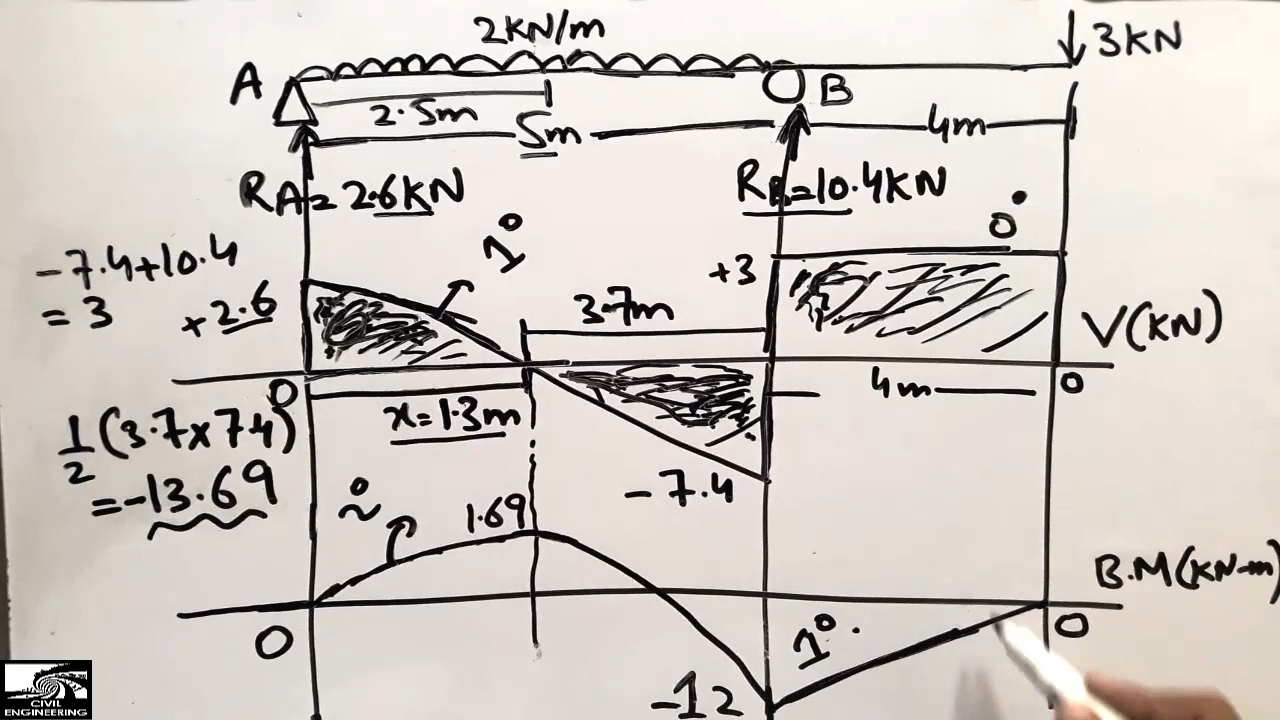 2KN/m
3KN
A
B
2.5m
5m
4m
RA=2.6KN
RB=10.4KN
1°
0°
-7.4+10.4
= 3
+2.6
+3
3.7m
V(KN)
0
x=1.3m
4m
0
1/2 (3.7x7.4)
=-13.69
-7.4
2°
1.69
B.M(KN-m)
0
1°
0
-12
CIVIL
ENGINEERING